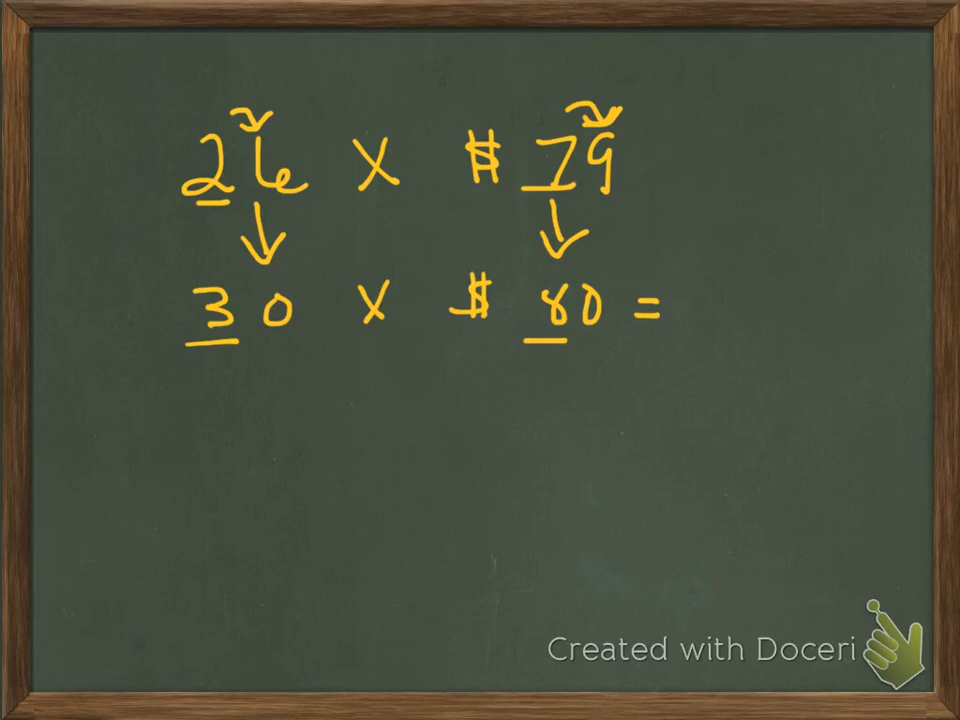 26 X $ 79
30 X $ 80 =
Created with Doceri